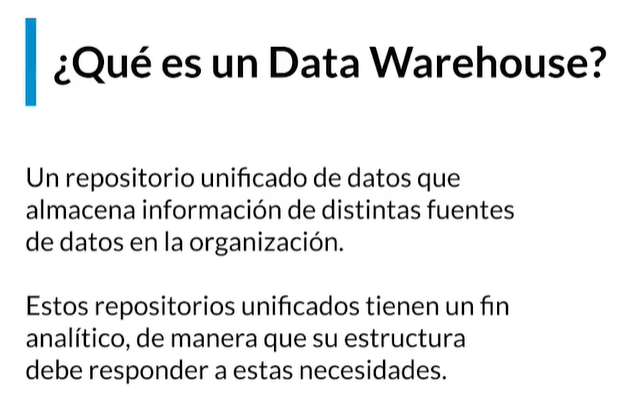 ¿Qué es un Data Warehouse?
Un repositorio unificado de datos que
almacena información de distintas fuentes
de datos en la organización.
Estos repositorios unificados tienen un fin
analítico, de manera que su estructura
debe responder a estas necesidades.